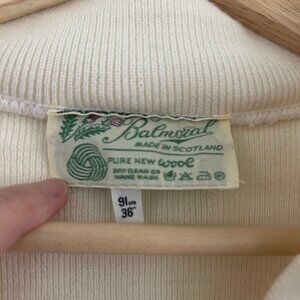 Balmoral
MADE IN SCOTLAND
PURE NEW wool
DRY CLEAN OR
HAND WASH
91cm
36"